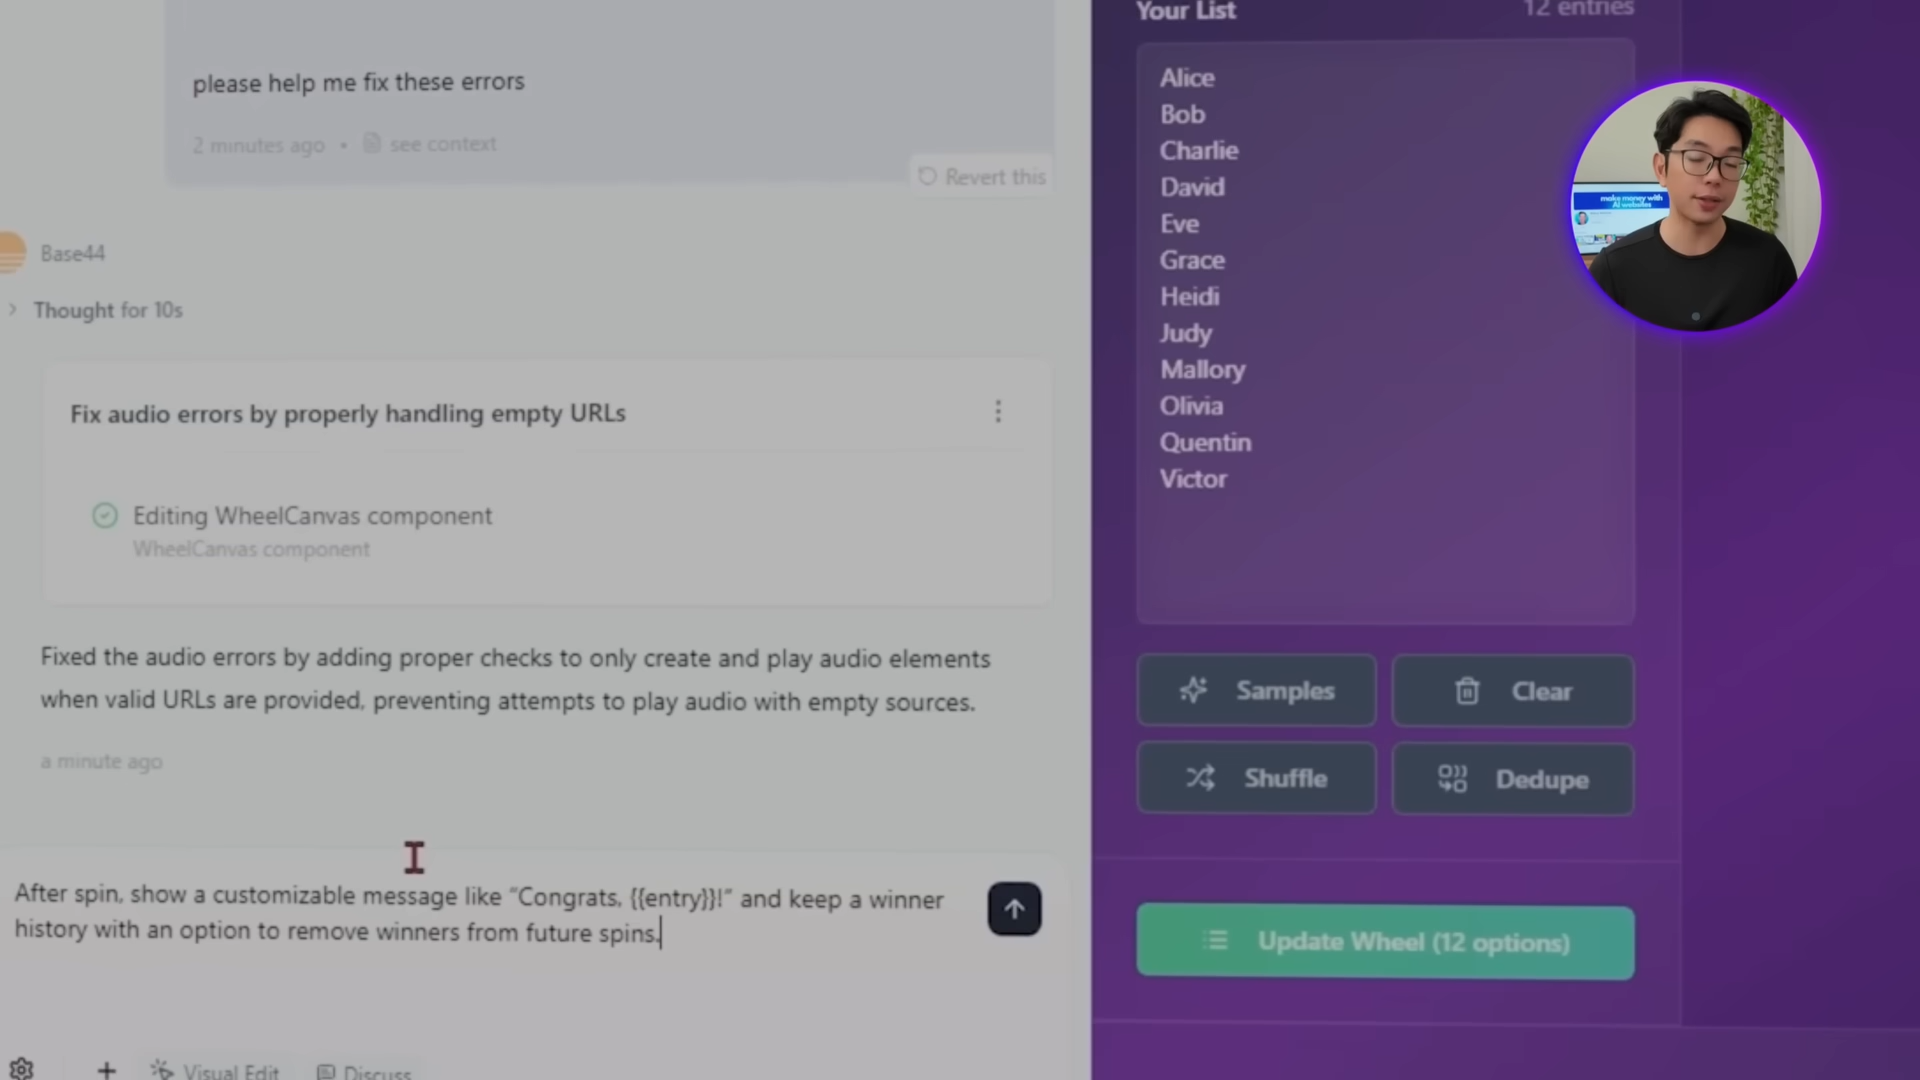 please help me fix these errors
2 minutes ago • see context
Revert this
Base44
Thought for 10s
Fix audio errors by properly handling empty URLs
Editing WheelCanvas component
WheelCanvas component
Fixed the audio errors by adding proper checks to only create and play audio elements
when valid URLs are provided, preventing attempts to play audio with empty sources.
a minute ago
After spin, show a customizable message like “Congrats, {{entry}}!” and keep a winner
history with an option to remove winners from future spins.
Visual Edit
Discuss
Your List
12 entries
Alice
Bob
Charlie
David
Eve
Grace
Heidi
Judy
Mallory
Olivia
Quentin
Victor
Samples
Clear
Shuffle
Dedupe
Update Wheel (12 options)
make money with
AI websites